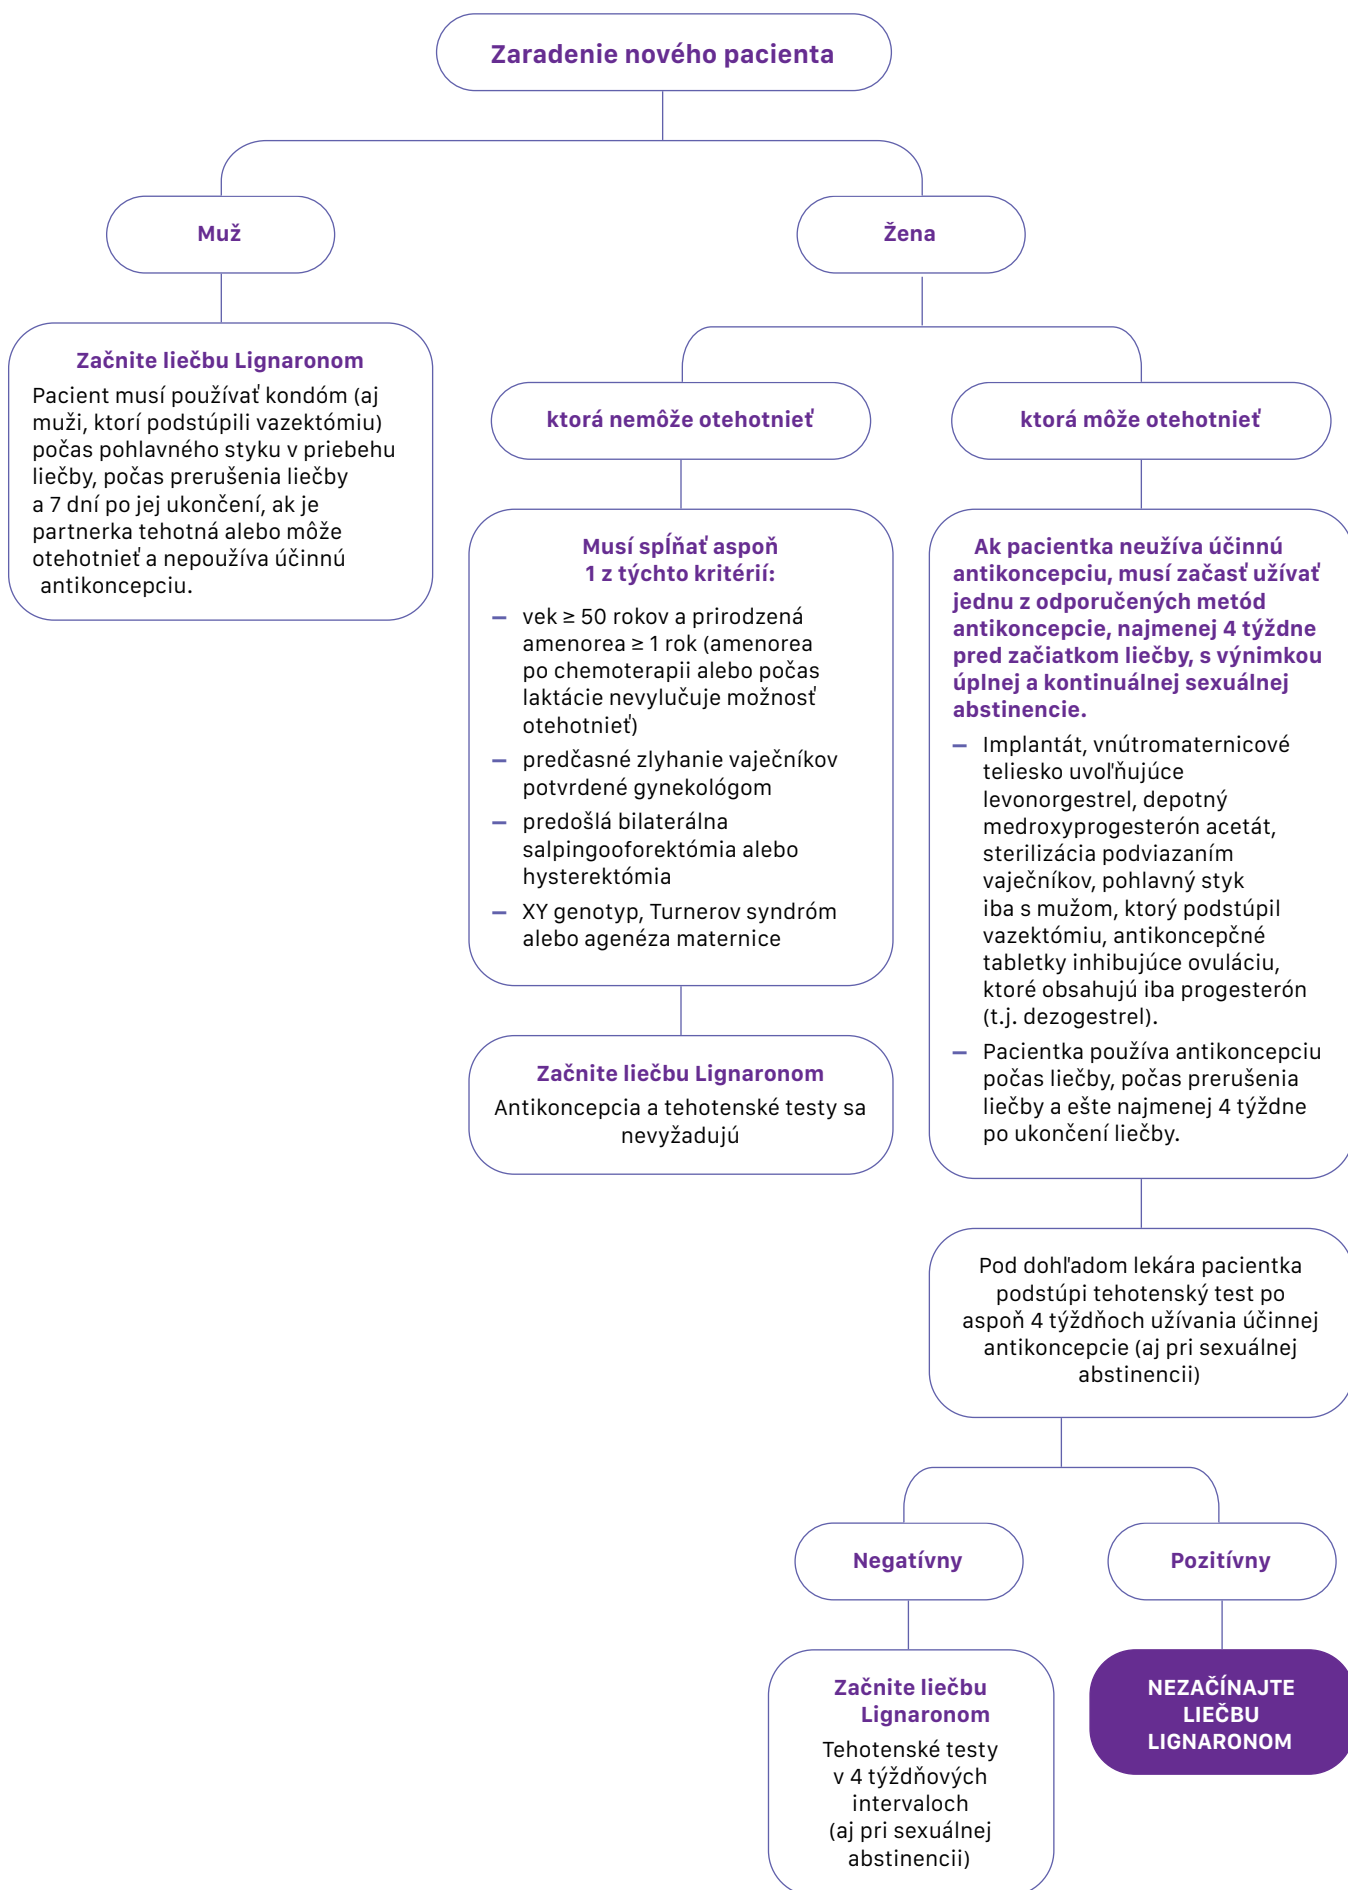 Zaradenie nového pacienta
Muž
Žena
Začnite liečbu Lignaronom
Pacient musí používať kondóm (aj
muži, ktorí podstúpili vazektómiu)
počas pohlavného styku v priebehu
liečby, počas prerušenia liečby
a 7 dní po jej ukončení, ak je
partnerka tehotná alebo môže
otehotnieť a nepoužíva účinnú
antikoncepciu.
ktorá nemôže otehotnieť
ktorá môže otehotnieť
Musí spĺňať aspoň
1 z týchto kritérií:
– vek ≥ 50 rokov a prirodzená
amenorea ≥ 1 rok (amenorea
po chemoterapii alebo počas
laktácie nevylučuje možnosť
otehotnieť)
– predčasné zlyhanie vaječníkov
potvrdené gynekológom
– predošlá bilaterálna
salpingooforektómia alebo
hysterektómia
– XY genotyp, Turnerov syndróm
alebo agenéza maternice
Začnite liečbu Lignaronom
Antikoncepcia a tehotenské testy sa
nevyžadujú
Ak pacientka neužíva účinnú
antikoncepciu, musí začasť užívať
jednu z odporučených metód
antikoncepcie, najmenej 4 týždne
pred začiatkom liečby, s výnimkou
úplnej a kontinuálnej sexuálnej
abstinencie.
– Implantát, vnútromaternicové
teliesko uvoľňujúce
levonorgestrel, depotný
medroxyprogesterón acetát,
sterilizácia podviazaním
vaječníkov, pohlavný styk
iba s mužom, ktorý podstúpil
vazektómiu, antikoncepčné
tabletky inhibujúce ovuláciu,
ktoré obsahujú iba progesterón
(t.j. dezogestrel).
– Pacientka používa antikoncepciu
počas liečby, počas prerušenia
liečby a ešte najmenej 4 týždne
po ukončení liečby.
Pod dohľadom lekára pacientka
podstúpi tehotenský test po
aspoň 4 týždňoch užívania účinnej
antikoncepcie (aj pri sexuálnej
abstinencii)
Negatívny
Pozitívny
Začnite liečbu
Lignaronom
Tehotenské testy
v 4 týždňových
intervaloch
(aj pri sexuálnej
abstinencii)
NEZAČÍNAJTE
LIEČBU
LIGNARONOM